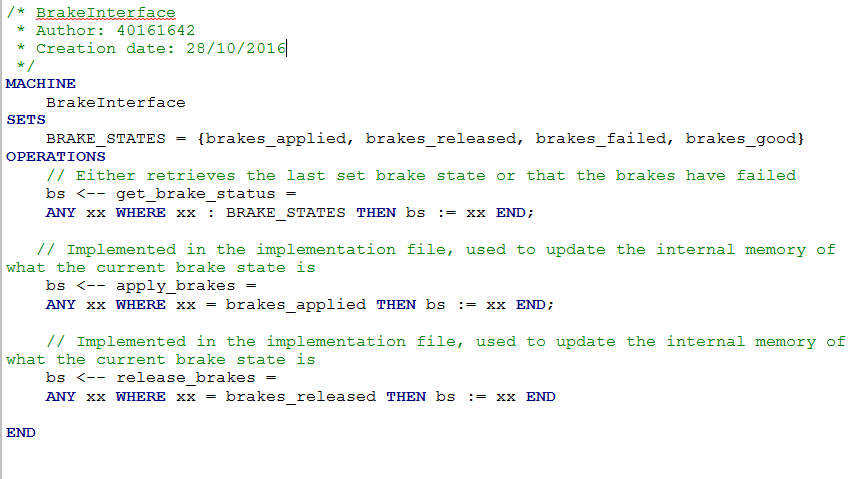 /* BrakeInterface
 * Author: 40161642
 * Creation date: 28/10/2016
 */
MACHINE
    BrakeInterface
SETS
    BRAKE_STATES = {brakes_applied, brakes_released, brakes_failed, brakes_good}
OPERATIONS
    // Either retrieves the last set brake state or that the brakes have failed
    bs <-- get_brake_status =
    ANY xx WHERE xx : BRAKE_STATES THEN bs := xx END;
   // Implemented in the implementation file, used to update the internal memory of
what the current brake state is
    bs <-- apply_brakes =
    ANY xx WHERE xx = brakes_applied THEN bs := xx END;
    // Implemented in the implementation file, used to update the internal memory of
what the current brake state is
    bs <-- release_brakes =
    ANY xx WHERE xx = brakes_released THEN bs := xx END
END